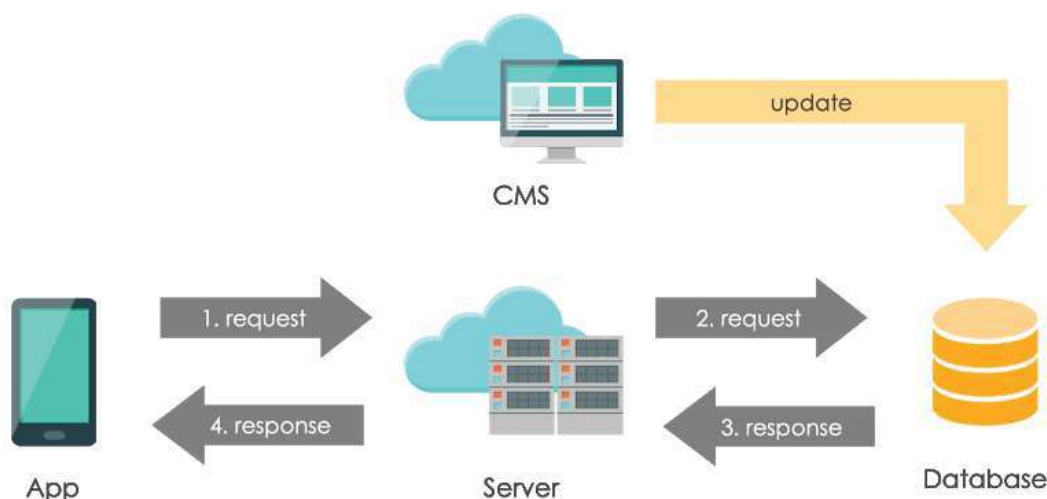 update
CMS
1. request
2. request
4. response
3. response
App
Server
Database